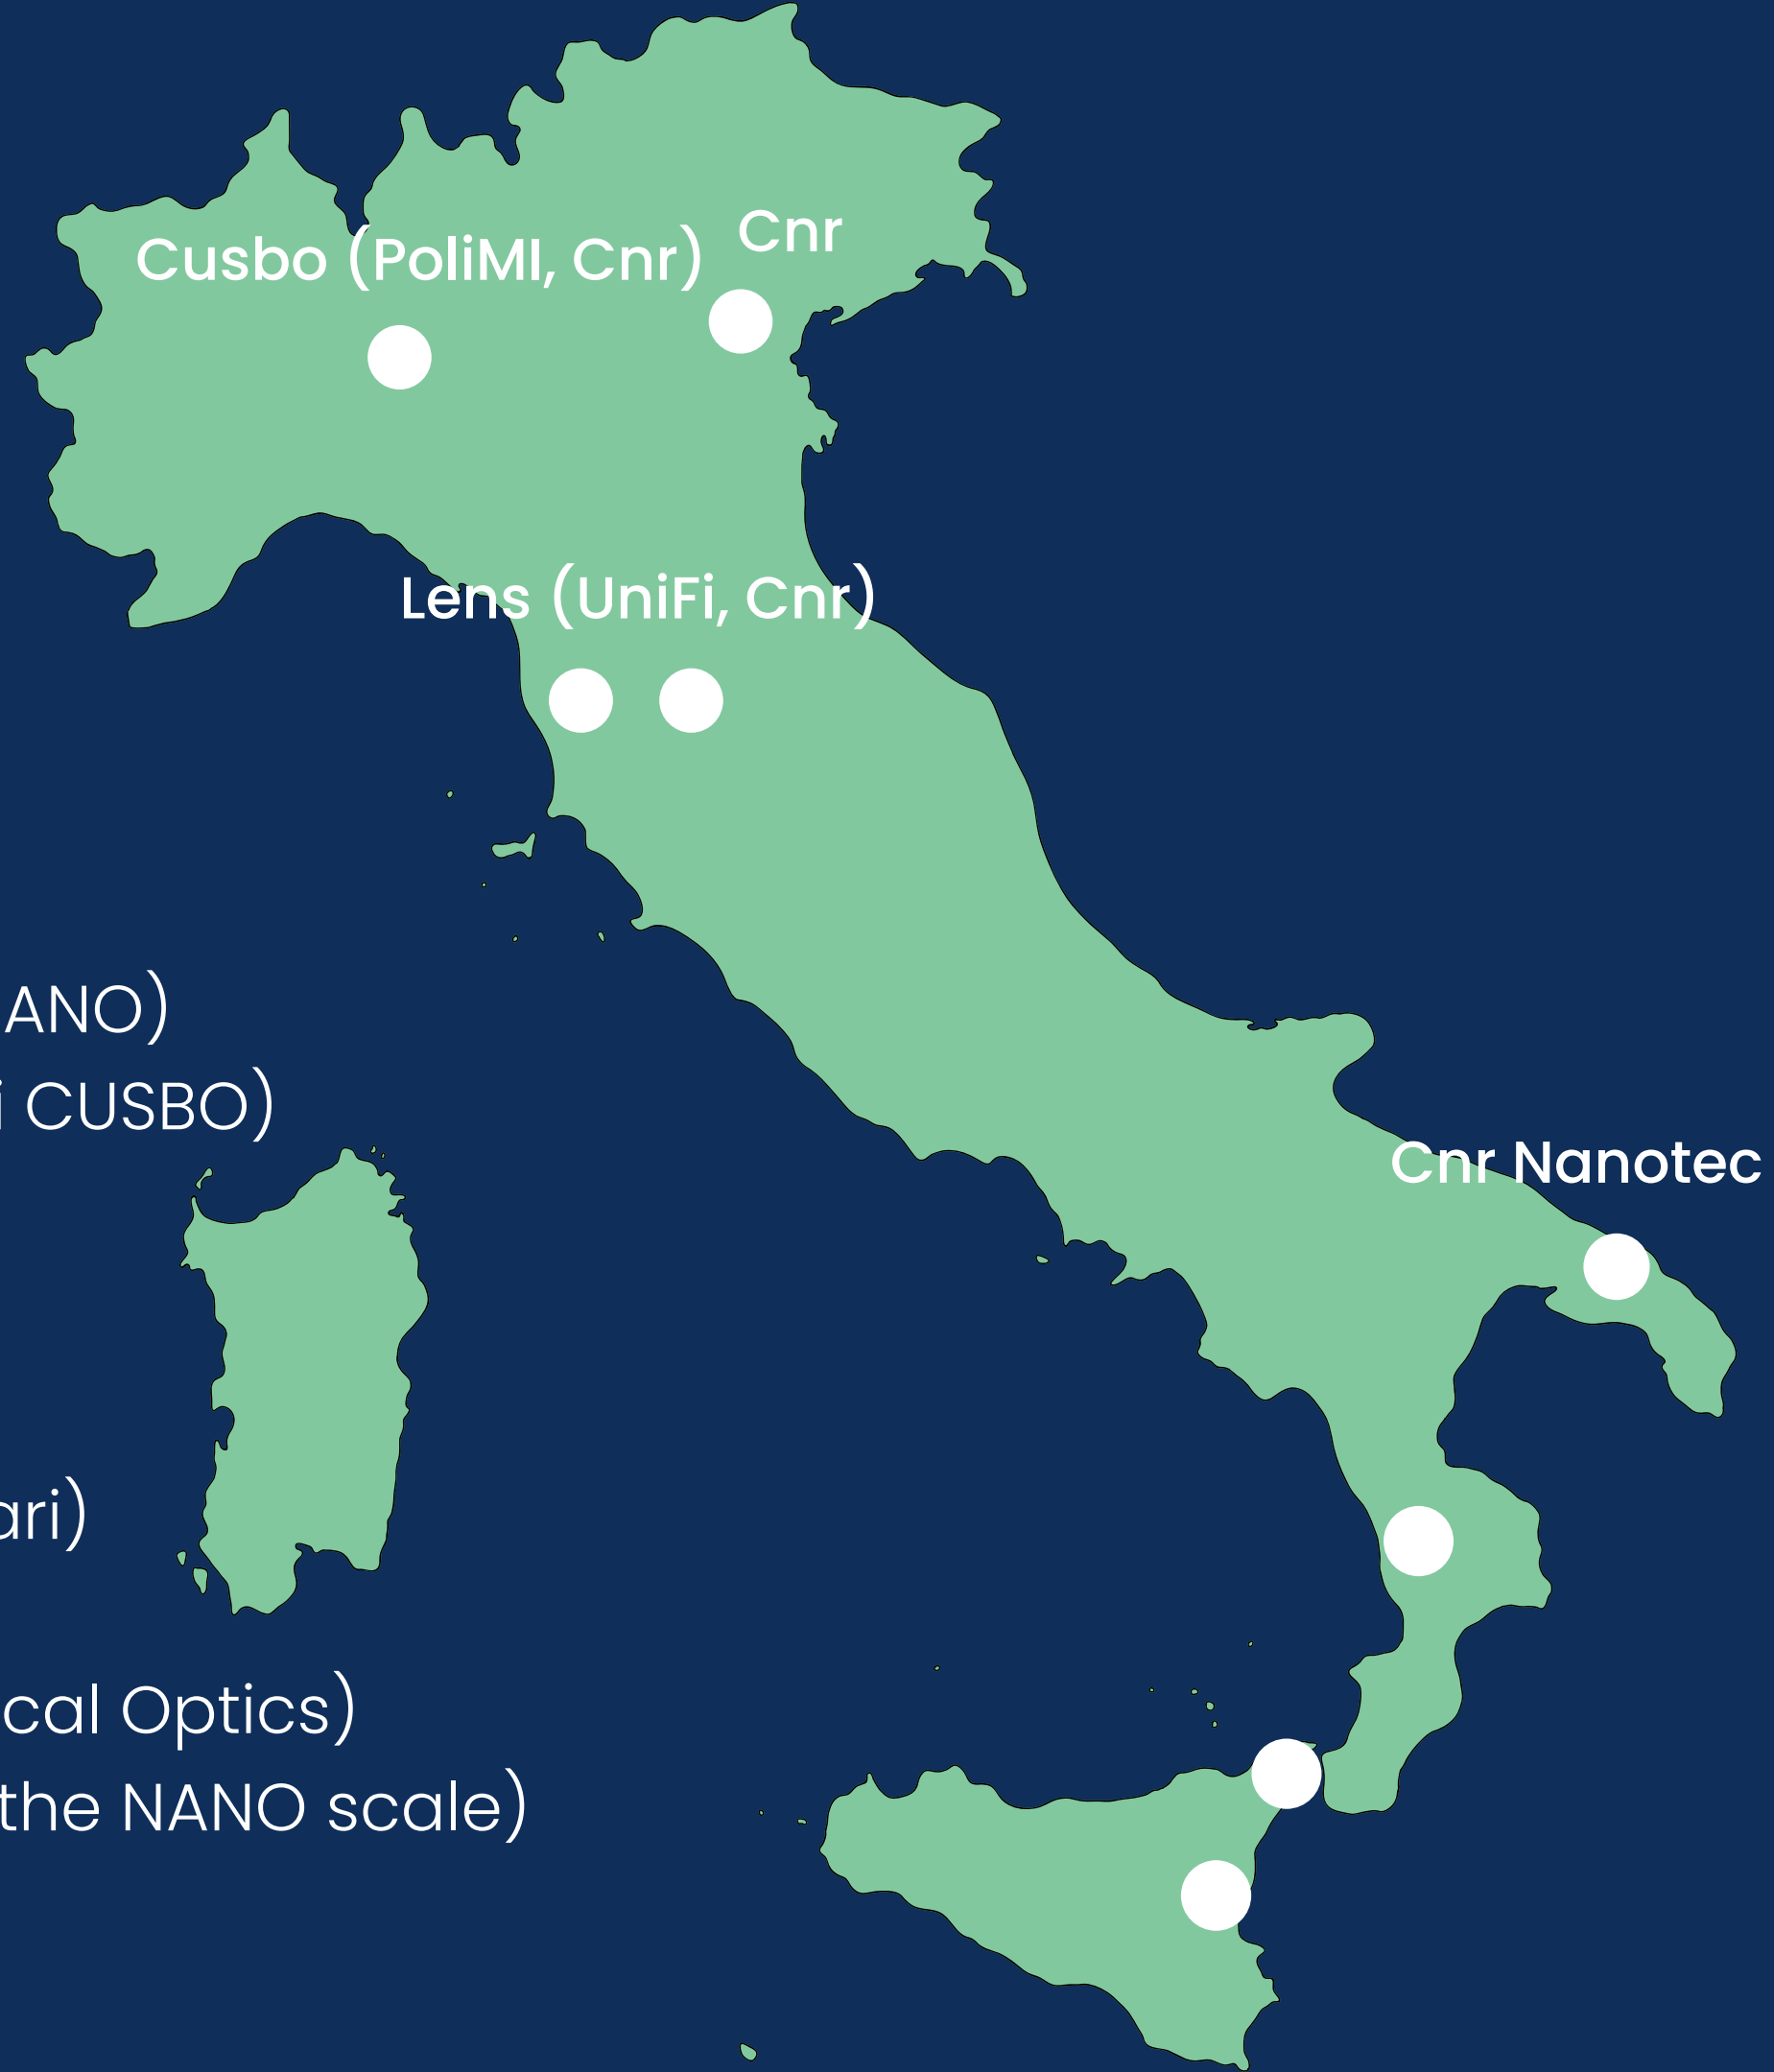 Cnr
Cusbo (PoliMI, Cnr)
Lens (UniFi, Cnr)
ANO)
i CUSBO)
Cnr Nanotec
ari)
cal Optics)
the NANO scale)